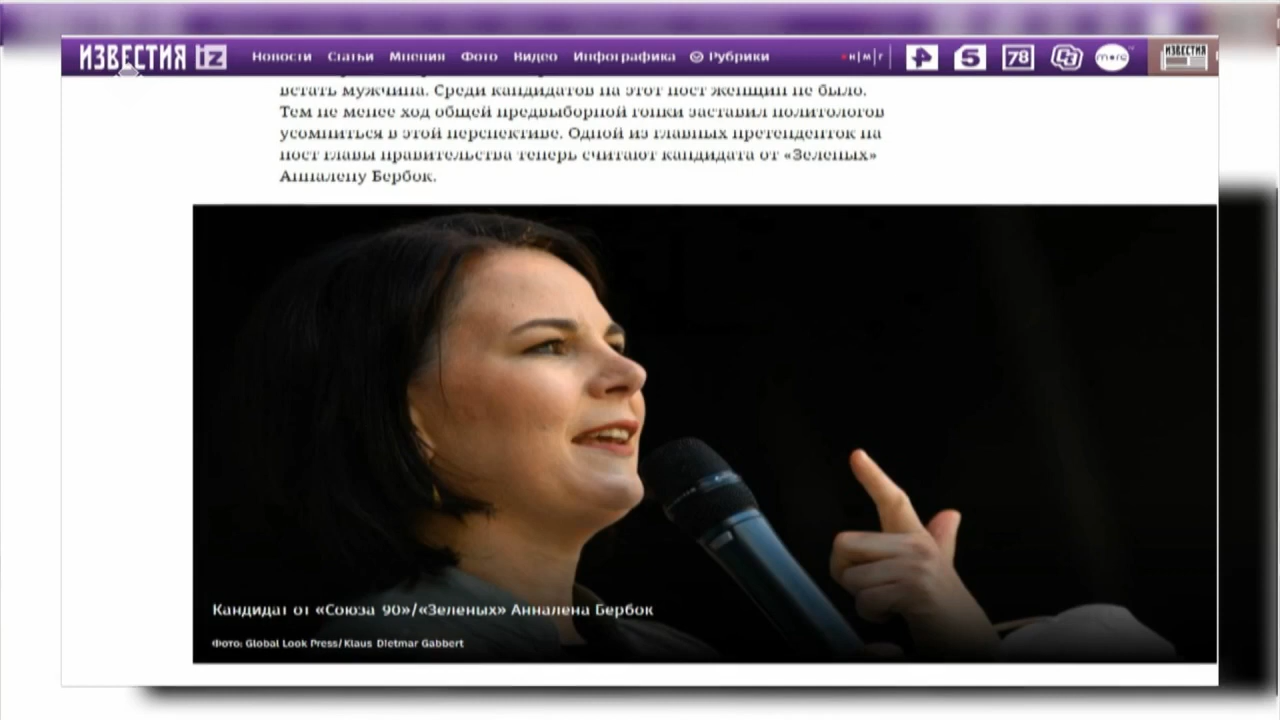 ИЗВЕСТИЯ iz Новости Статьи Мнения Фото Видео Инфографика Рубрики н|м|г 5 78 ИЗВЕСТИЯ
встать мужчина. Среди кандидатов на этот пост женщин не было.
Тем не менее ход общей предвыборной гонки заставил политологов
усомниться в этой перспективе. Одной из главных претенденток на
пост главы правительства теперь считают кандидата от «Зеленых»
Анналену Бербок.
Кандидат от «Союза 90»/«Зеленых» Анналена Бербок
Фото: Global Look Press/Klaus Dietmar Gabbert